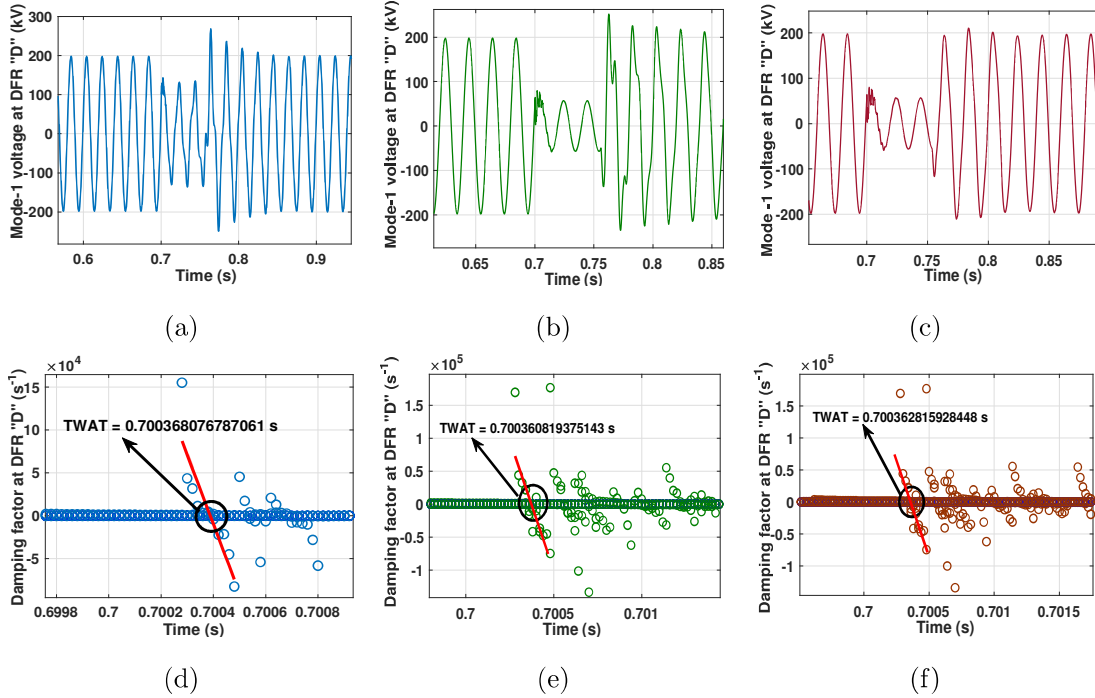 Mode-1 voltage at DFR "D" (kV)
300
200
100
0
-100
-200
0.6
0.7
0.8
0.9
Time (s)
(a)
Mode-1 voltage at DFR "D" (kV)
200
100
0
-100
-200
0.65
0.7
0.75
0.8
0.85
Time (s)
(b)
Mode -1 voltage at DFR "D" (kV)
200
100
0
-100
-200
0.7
0.75
0.8
0.85
Time (s)
(c)
Damping factor at DFR "D" (s-1)
×104
15
10
5
0
-5
TWAT = 0.700368076787061 s
0.6998
0.7
0.7002
0.7004
0.7006
0.7008
Time (s)
(d)
Damping factor at DFR "D" (s-1)
×105
1.5
1
0.5
0
-0.5
-1
TWAT = 0.700360819375143 s
0.7
0.7005
0.701
Time (s)
(e)
Damping factor at DFR "D" (s-1)
×105
1.5
1
0.5
0
-0.5
-1
TWAT = 0.700362815928448 s
0.7
0.7005
0.701
0.7015
Time (s)
(f)